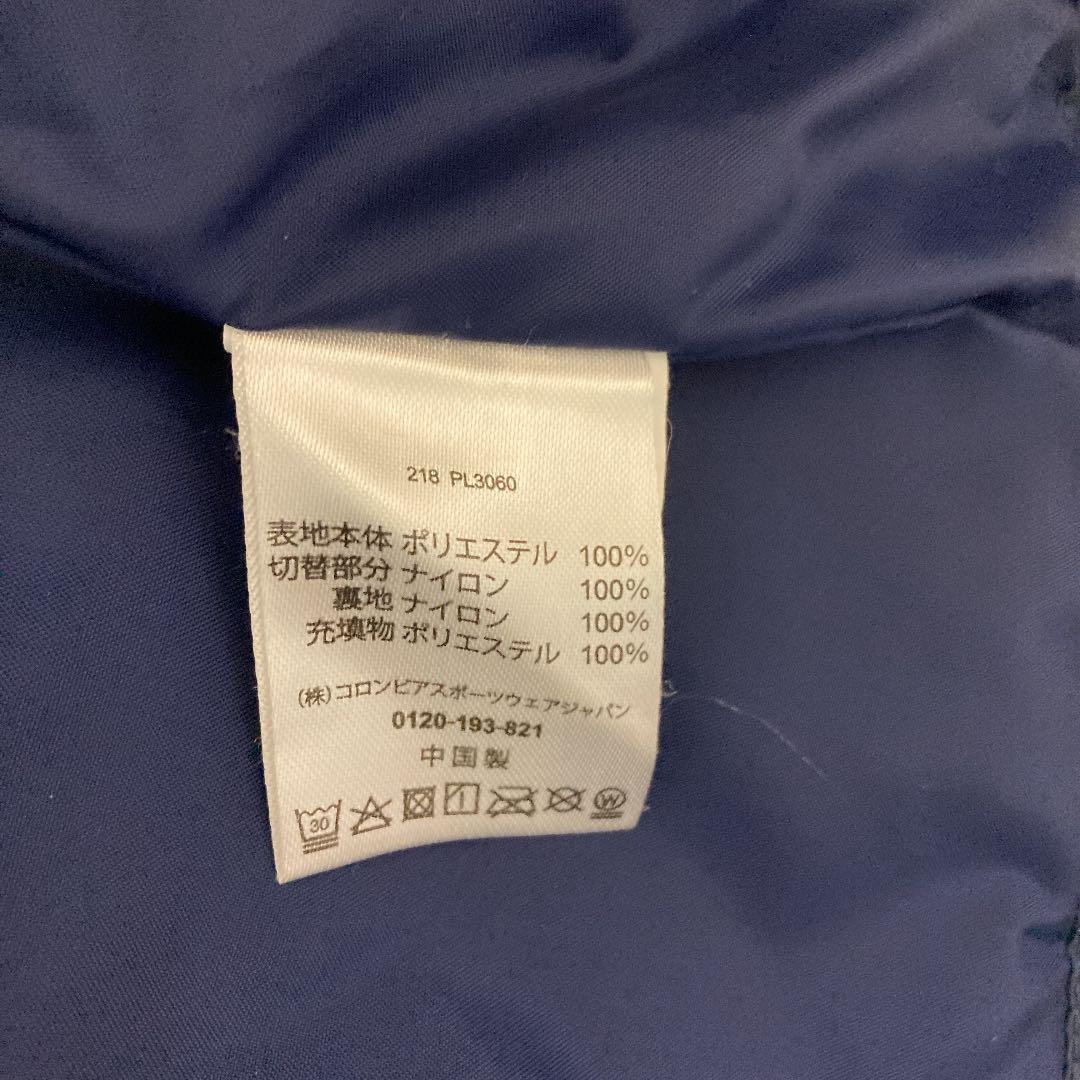 218 PL3060
表地本体 ポリエステル 100%
切替部分 ナイロン 100%
裏地 ナイロン 100%
充填物 ポリエステル 100%
(株)コロンビアスポーツウェアジャパン
0120-193-821
中国製
30 W